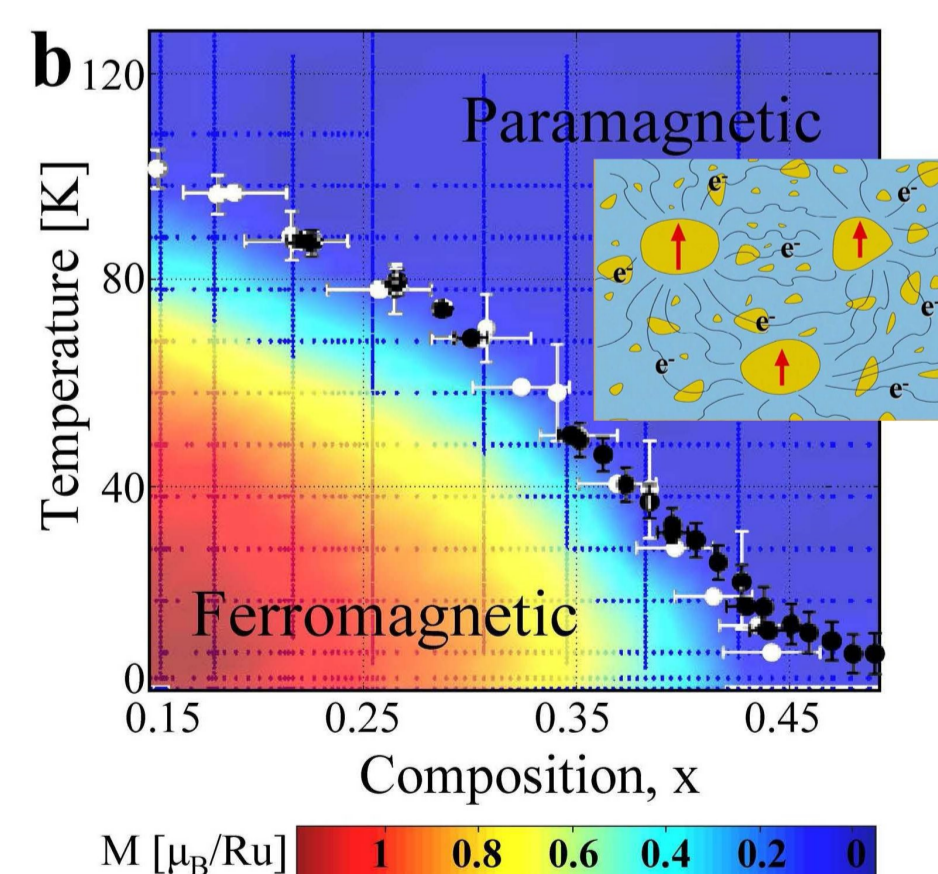 b
120
80
40
0
Temperature [K]
Paramagnetic
e⁻
e⁻
e⁻
e⁻
e⁻
e⁻
e⁻
e⁻
Ferromagnetic
0.15 0.25 0.35 0.45
Composition, x
M [μ_B/Ru] 1 0.8 0.6 0.4 0.2 0